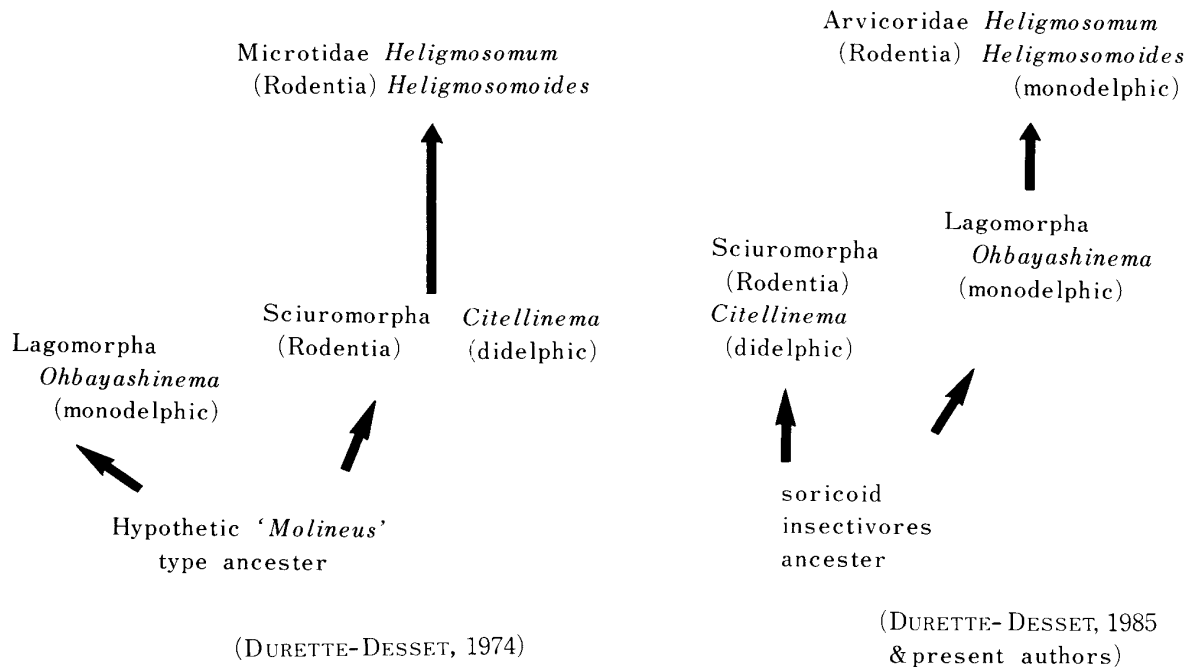 Microtidae Heligmosomum
(Rodentia) Heligmosomoides
Sciuromorpha Citellinema
(Rodentia) (didelphic)
Lagomorpha
Ohbayashinema
(monodelphic)
Hypothetic 'Molineus'
type ancester
(DURETTE-DESSET, 1974)
Arvicoridae Heligmosomum
(Rodentia) Heligmosomoides
(monodelphic)
Lagomorpha
Ohbayashinema
(monodelphic)
Sciuromorpha
(Rodentia)
Citellinema
(didelphic)
soricoid
insectivores
ancester
(DURETTE-DESSET, 1985
& present authors)